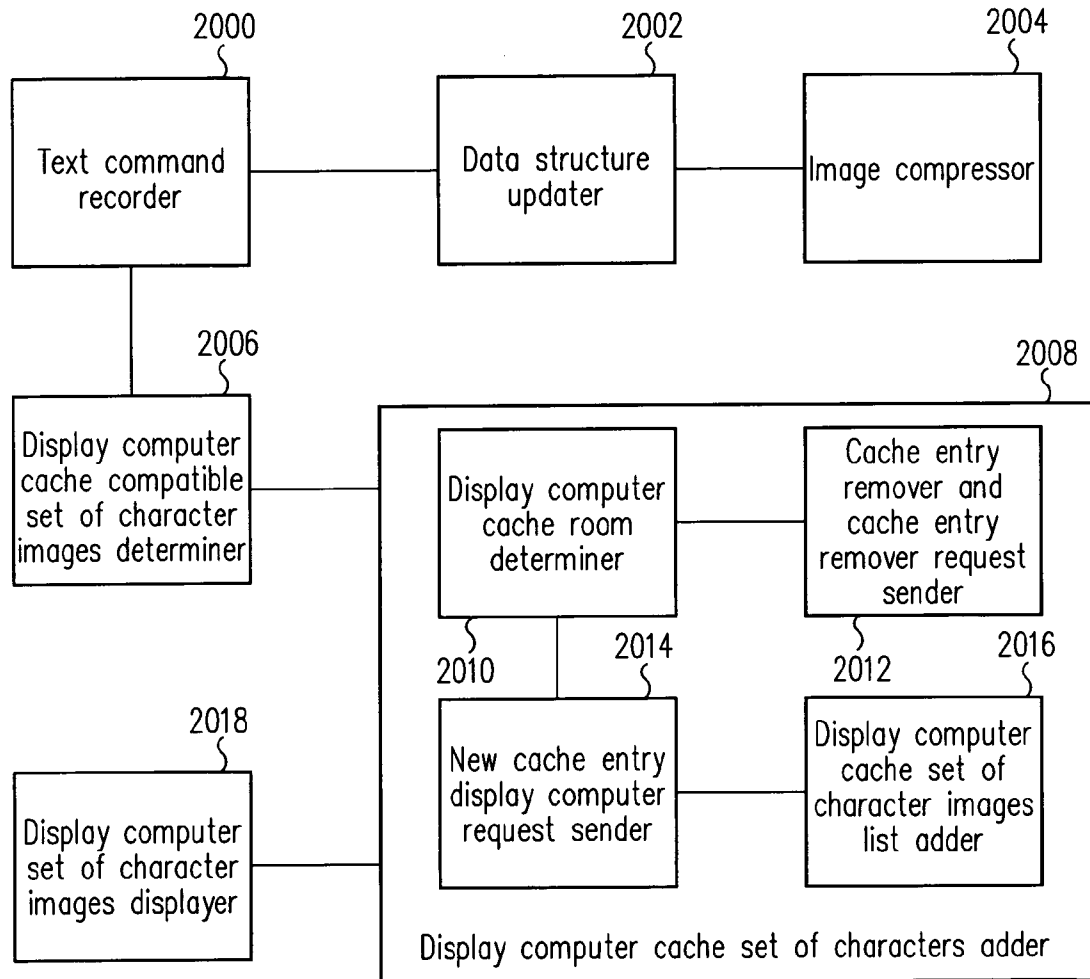 2000
2002
2004
Text command
recorder
Data structure
updater
Image compressor
2006
2008
Display computer
cache compatible
set of character
images determiner
Display computer
cache room
determiner
Cache entry
remover and
cache entry
remover request
sender
2010
2014
2012
2016
2018
New cache entry
display computer
request sender
Display computer
cache set of
character images
list adder
Display computer
set of character
images displayer
Display computer cache set of characters adder